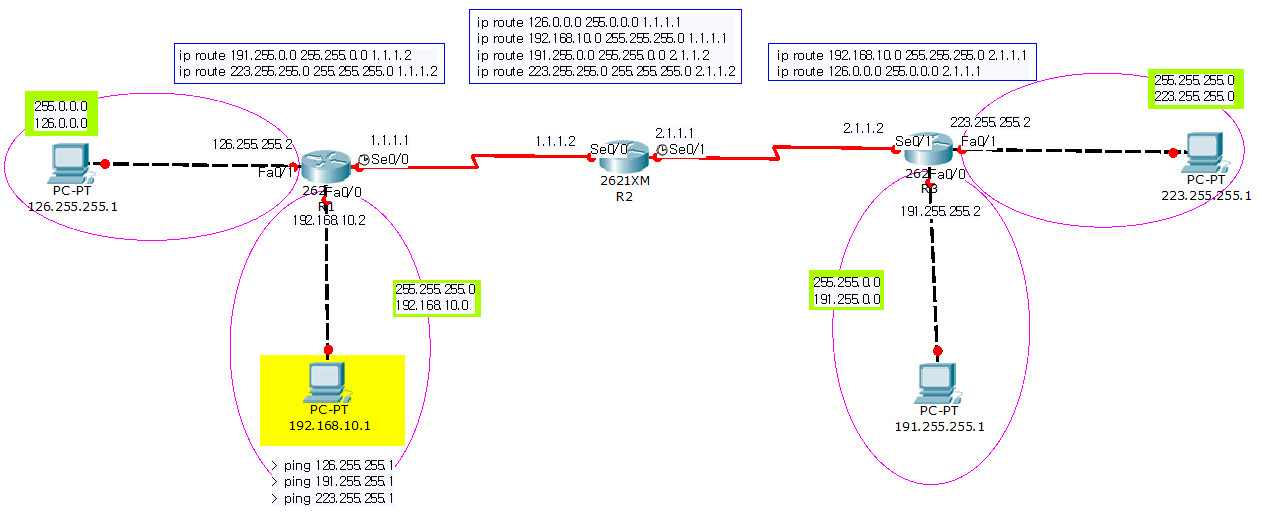 ip route 126.0.0.0 255.0.0.0 1.1.1.1
ip route 192.168.10.0 255.255.255.0 1.1.1.1
ip route 191.255.0.0 255.255.0.0 2.1.1.2
ip route 223.255.255.0 255.255.255.0 2.1.1.2
ip route 191.255.0.0 255.255.0.0 1.1.1.2
ip route 223.255.255.0 255.255.255.0 1.1.1.2
ip route 192.168.10.0 255.255.255.0 2.1.1.1
ip route 126.0.0.0 255.0.0.0 2.1.1.1
255.0.0.0
126.0.0.0
PC-PT
126.255.255.1
126.255.255.2
Fa0/1
1.1.1.1
Se0/0
262
Fa0/0
R1
192.168.10.2
1.1.1.2
Se0/0
2.1.1.1
Se0/1
2621XM
R2
2.1.1.2
Se0/1
223.255.255.2
Fa0/1
262
Fa0/0
R3
191.255.255.2
255.255.255.0
223.255.255.0
PC-PT
223.255.255.1
255.255.255.0
192.168.10.0
255.255.0.0
191.255.0.0
PC-PT
192.168.10.1
PC-PT
191.255.255.1
> ping 126.255.255.1
> ping 191.255.255.1
> ping 223.255.255.1